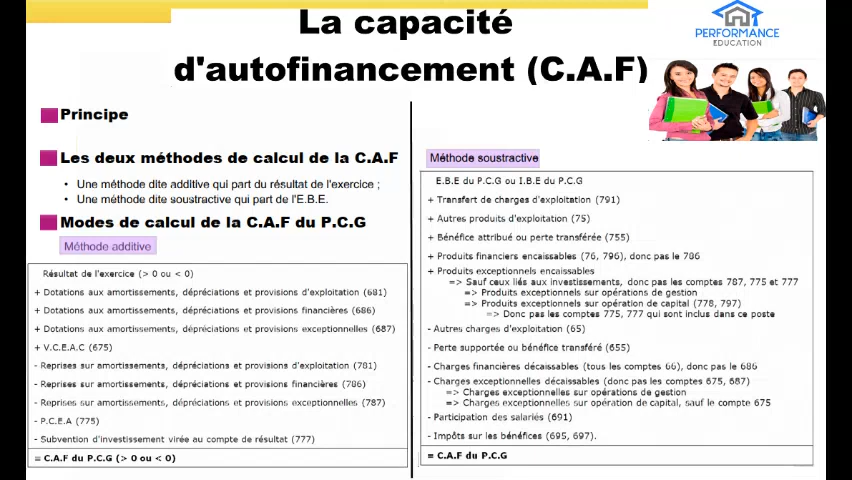 La capacité
d'autofinancement (C.A.F)
PERFORMANCE
EDUCATION
Principe
Les deux méthodes de calcul de la C.A.F
• Une méthode dite additive qui part du résultat de l'exercice ;
• Une méthode dite soustractive qui part de l'E.B.E.
Modes de calcul de la C.A.F du P.C.G
Méthode additive
Résultat de l'exercice (> 0 ou < 0)
+ Dotations aux amortissements, dépréciations et provisions d'exploitation (681)
+ Dotations aux amortissements, dépréciations et provisions financières (686)
+ Dotations aux amortissements, dépréciations et provisions exceptionnelles (687)
+ V.C.E.A.C (675)
- Reprises sur amortissements, dépréciations et provisions d'exploitation (781)
- Reprises sur amortissements, dépréciations et provisions financières (786)
- Reprises sur amortissements, dépréciations et provisions exceptionnelles (787)
- P.C.E.A (775)
- Subvention d'investissement virée au compte de résultat (777)
= C.A.F du P.C.G (> 0 ou < 0)
Méthode soustractive
E.B.E du P.C.G ou I.B.E du P.C.G
+ Transfert de charges d'exploitation (791)
+ Autres produits d'exploitation (75)
+ Bénéfice attribué ou perte transférée (755)
+ Produits financiers encaissables (76, 796), donc pas le 786
+ Produits exceptionnels encaissables
=> Sauf ceux liés aux investissements, donc pas les comptes 787, 775 et 777
=> Produits exceptionnels sur opérations de gestion
=> Produits exceptionnels sur opération de capital (778, 797)
=> Donc pas les comptes 775, 777 qui sont inclus dans ce poste
- Autres charges d'exploitation (65)
- Perte supportée ou bénéfice transféré (655)
- Charges financières décaissables (tous les comptes 66), donc pas le 686
- Charges exceptionnelles décaissables (donc pas les comptes 675, 687)
=> Charges exceptionnelles sur opérations de gestion
=> Charges exceptionnelles sur opération de capital, sauf le compte 675
- Participation des salariés (691)
- Impôts sur les bénéfices (695, 697).
= C.A.F du P.C.G